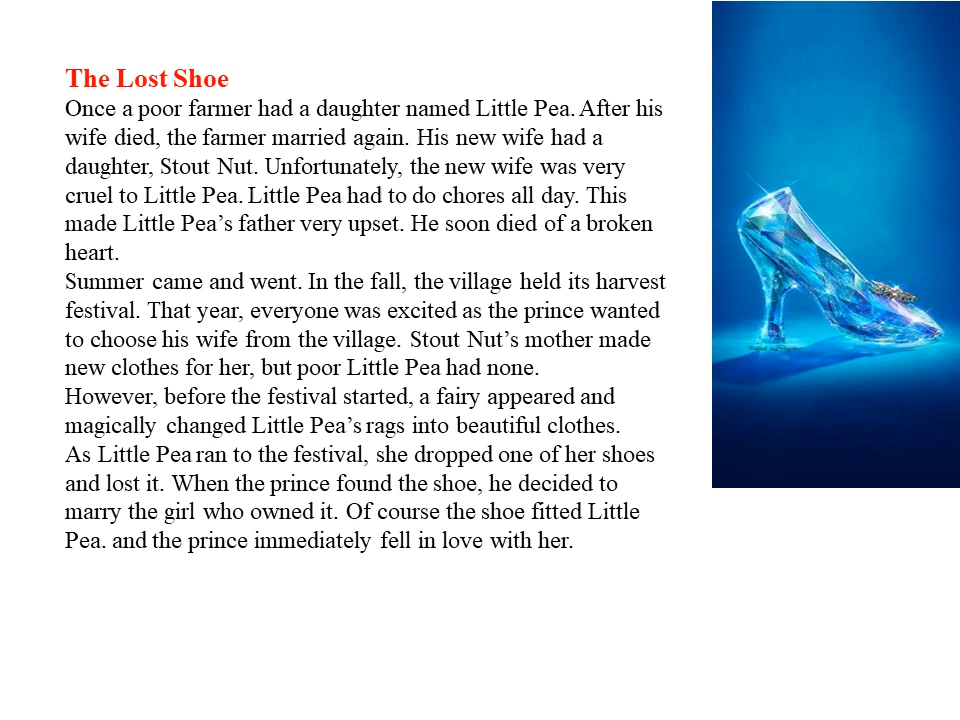 The Lost Shoe
Once a poor farmer had a daughter named Little Pea. After his
wife died, the farmer married again. His new wife had a
daughter, Stout Nut. Unfortunately, the new wife was very
cruel to Little Pea. Little Pea had to do chores all day. This
made Little Pea’s father very upset. He soon died of a broken
heart.
Summer came and went. In the fall, the village held its harvest
festival. That year, everyone was excited as the prince wanted
to choose his wife from the village. Stout Nut’s mother made
new clothes for her, but poor Little Pea had none.
However, before the festival started, a fairy appeared and
magically changed Little Pea’s rags into beautiful clothes.
As Little Pea ran to the festival, she dropped one of her shoes
and lost it. When the prince found the shoe, he decided to
marry the girl who owned it. Of course the shoe fitted Little
Pea. and the prince immediately fell in love with her.